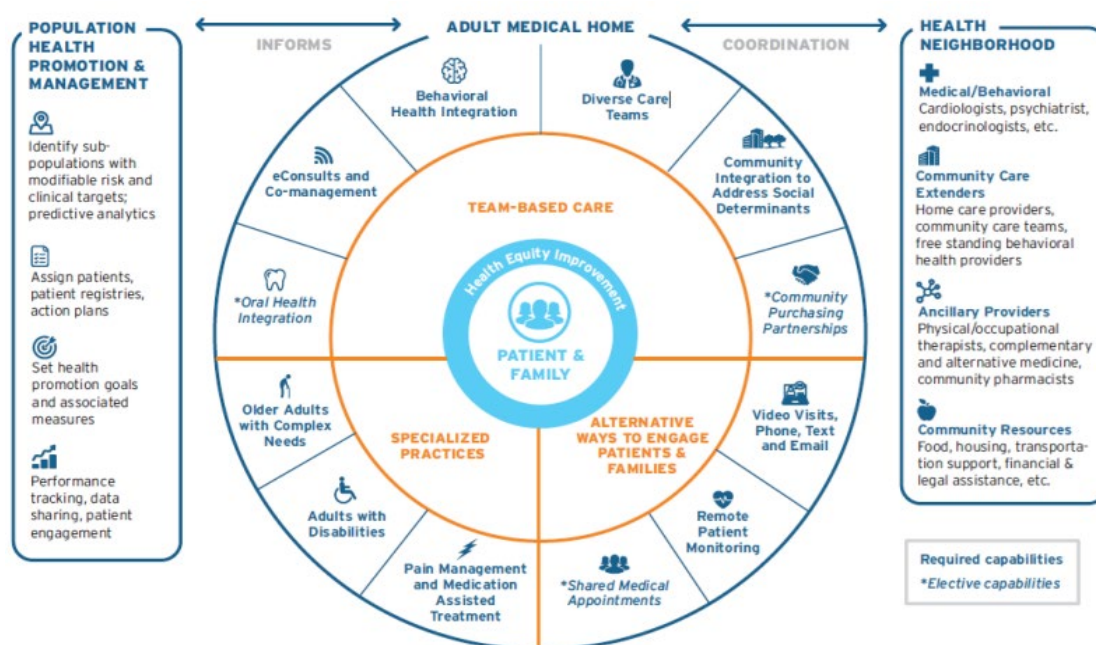 POPULATION
HEALTH
PROMOTION &
MANAGEMENT
Identify sub-
populations with
modifiable risk and
clinical targets;
predictive analytics
Assign patients,
patient registries,
action plans
Set health
promotion goals
and associated
measures
Performance
tracking, data
sharing, patient
engagement
INFORMS
ADULT MEDICAL HOME
COORDINATION
Behavioral
Health Integration
Diverse Care
Teams
eConsults and
Co-management
Community
Integration to
Address Social
Determinants
*Oral Health
Integration
*Community
Purchasing
Partnerships
TEAM-BASED CARE
Health Equity Improvement
PATIENT &
FAMILY
Older Adults
with Complex
Needs
SPECIALIZED
PRACTICES
ALTERNATIVE
WAYS TO ENGAGE
PATIENTS &
FAMILIES
Video Visits,
Phone, Text
and Email
Adults with
Disabilities
Remote
Patient
Monitoring
Pain Management
and Medication
Assisted
Treatment
*Shared Medical
Appointments
HEALTH
NEIGHBORHOOD
Medical/Behavioral
Cardiologists, psychiatrist,
endocrinologists, etc.
Community Care
Extenders
Home care providers,
community care teams,
free standing behavioral
health providers
Ancillary Providers
Physical/occupational
therapists, complementary
and alternative medicine,
community pharmacists
Community Resources
Food, housing, transporta-
tion support, financial &
legal assistance, etc.
Required capabilities
*Elective capabilities